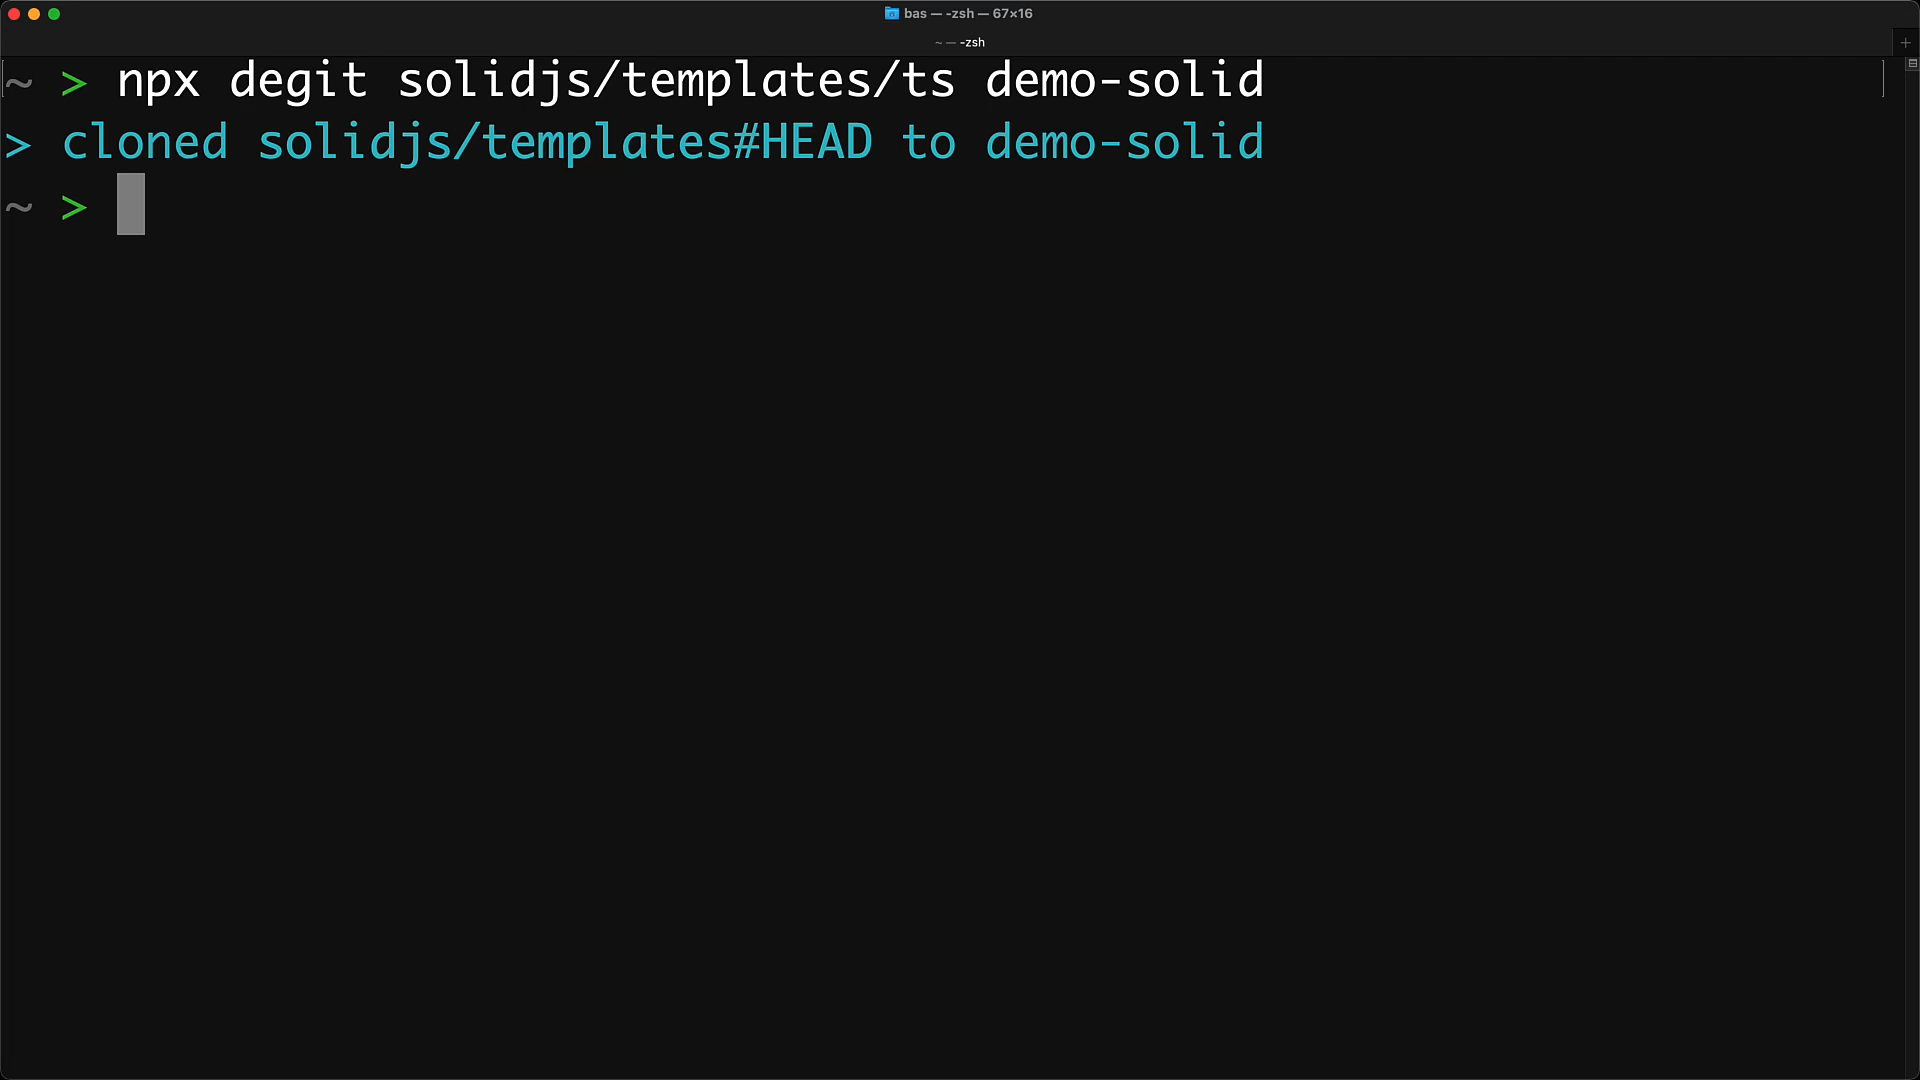 bas — -zsh — 67×16
~ — -zsh
~ > npx degit solidjs/templates/ts demo-solid
> cloned solidjs/templates#HEAD to demo-solid
~ >